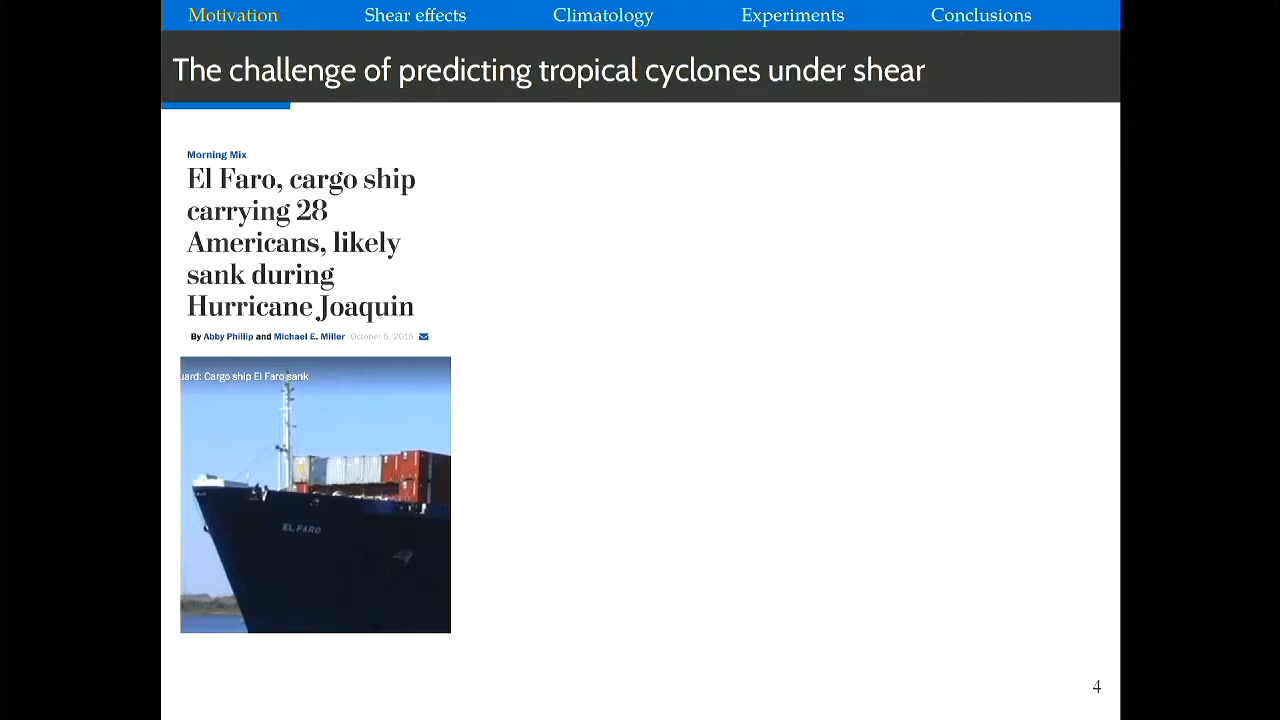 Motivation Shear effects Climatology Experiments Conclusions
The challenge of predicting tropical cyclones under shear
Morning Mix
El Faro, cargo ship
carrying 28
Americans, likely
sank during
Hurricane Joaquin
By Abby Phillip and Michael E. Miller October 5, 2015
uard: Cargo ship El Faro sank
EL FARO
4